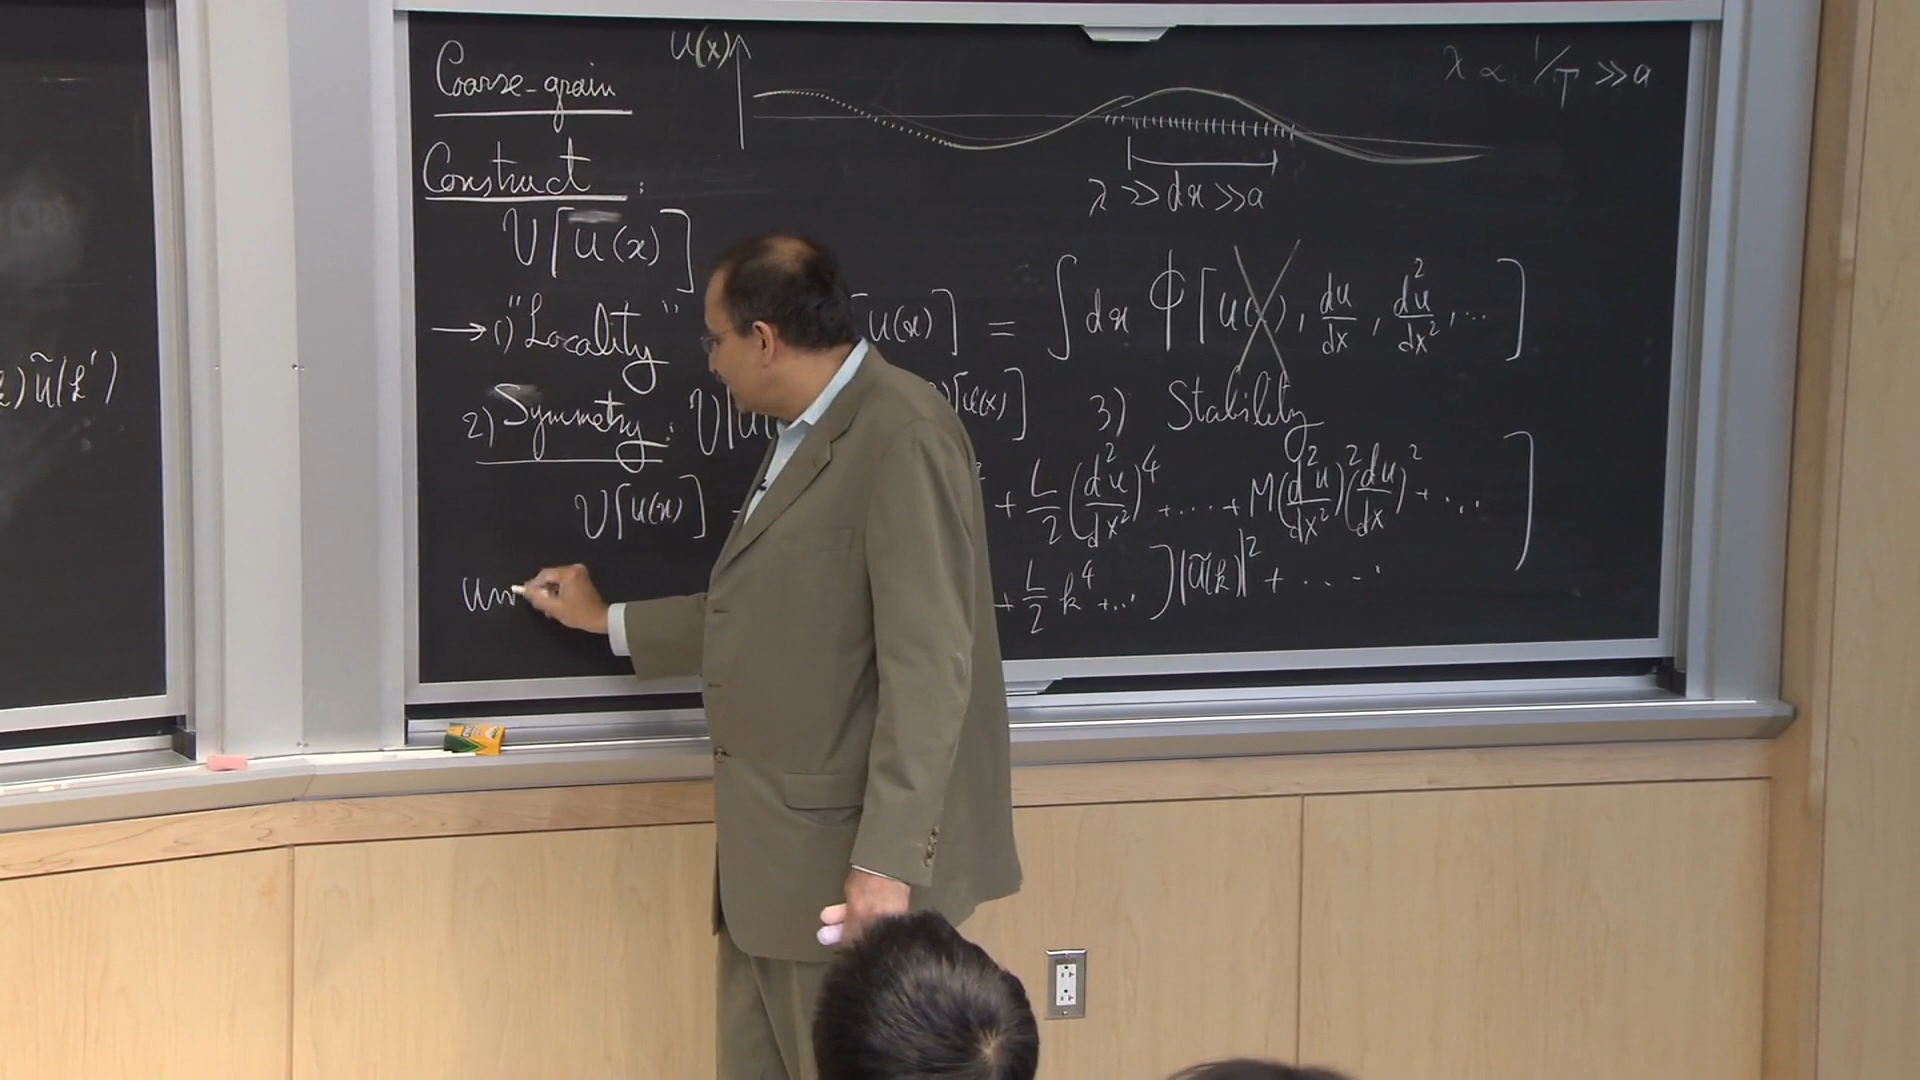 Coarse-grain
u(x)
λ ∝ 1/T ≫ a
Construct :
λ ≫ dx ≫ a
V[u(x)]
→ 1) "Locality"
u(x)] = ∫ dx ϕ[u( ), du/dx, d²u/dx², ...]
2) Symmetry : V[u(
)[u(x)]
3) Stability
V[u(x)]
+ L/2 (d²u/dx²)⁴ + .... + M(d²u/dx²)²(du/dx)² + ...]
+ L/2 k⁴ + ... ]|ũ(k)|² + .....
)ũ(k')